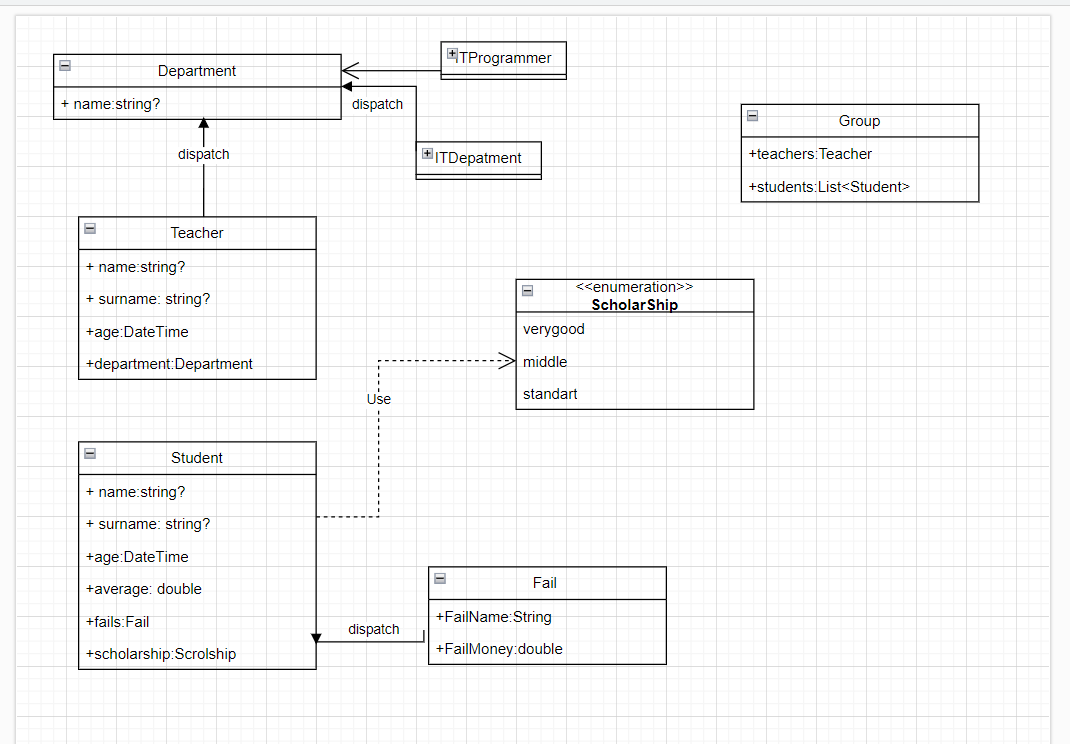 Department
+ name:string?
ITProgrammer
dispatch
ITDepatment
dispatch
Group
+teachers:Teacher
+students:List<Student>
Teacher
+ name:string?
+ surname: string?
+age:DateTime
+department:Department
<<enumeration>>
ScholarShip
verygood
middle
standart
Use
Student
+ name:string?
+ surname: string?
+age:DateTime
+average: double
+fails:Fail
+scholarship:Scrolship
dispatch
Fail
+FailName:String
+FailMoney:double